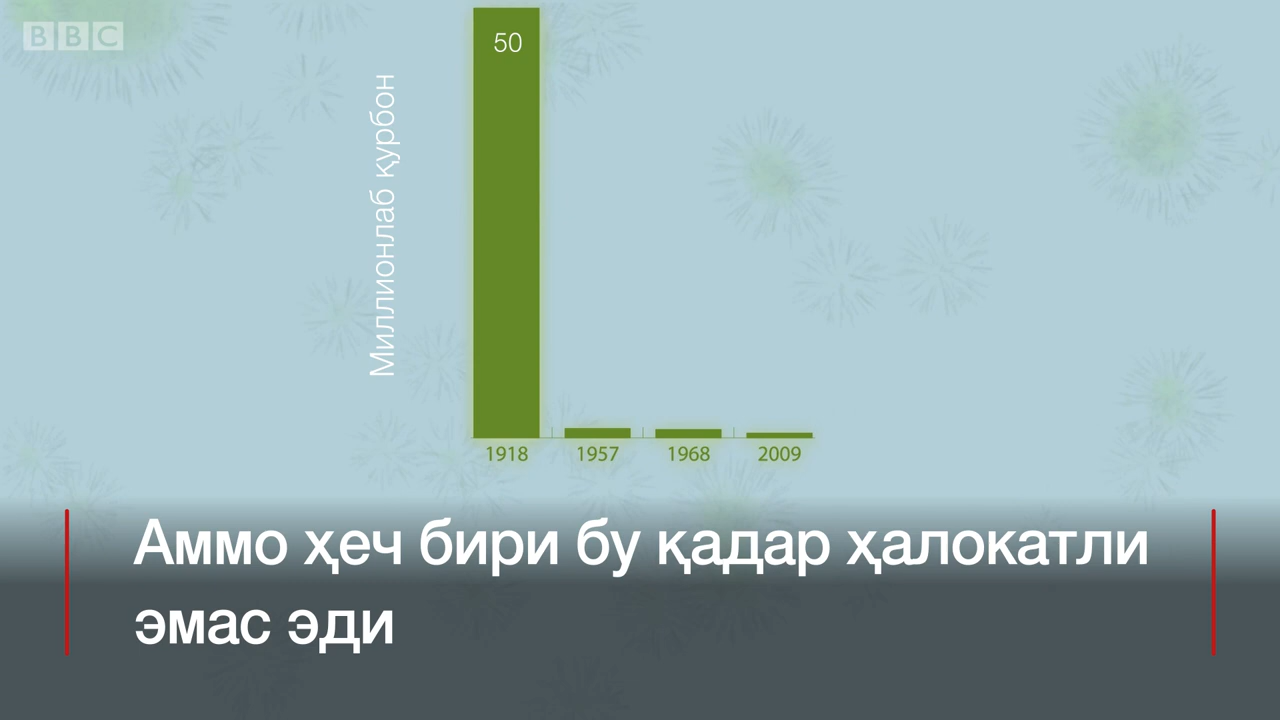 BBC
50
Миллионлаб қурбон
1918 1957 1968 2009
Аммо ҳеч бири бу қадар ҳалокатли
эмас эди